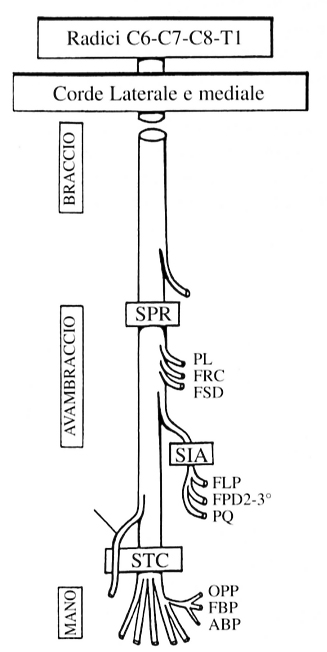 Radici C6-C7-C8-T1
Corde Laterale e mediale
BRACCIO
SPR
AVAMBRACCIO
PL
FRC
FSD
SIA
FLP
FPD2-3°
PQ
STC
MANO
OPP
FBP
ABP